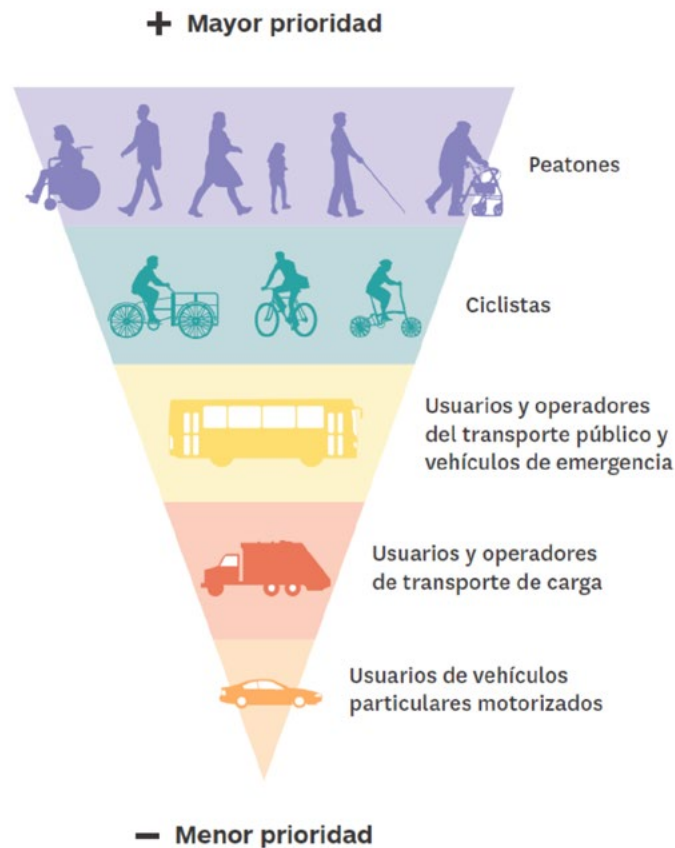 + Mayor prioridad
Peatones
Ciclistas
Usuarios y operadores
del transporte público y
vehículos de emergencia
Usuarios y operadores
de transporte de carga
Usuarios de vehículos
particulares motorizados
− Menor prioridad